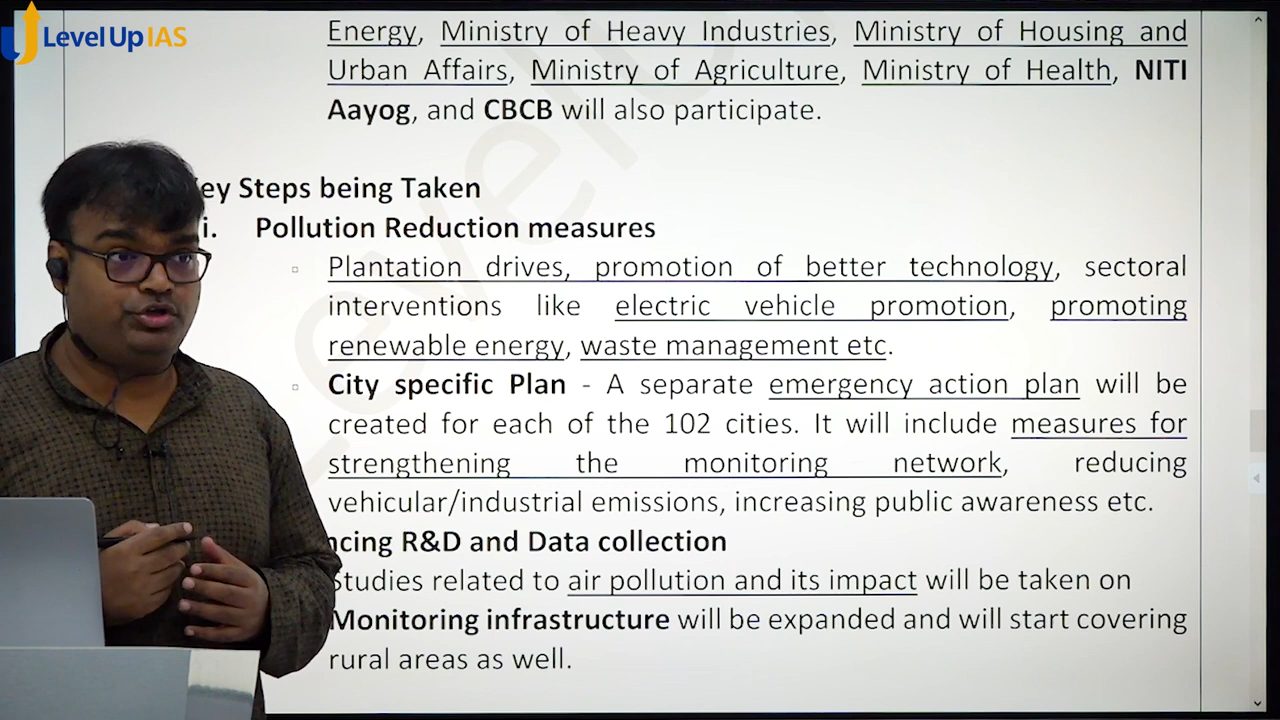 Level Up IAS
Energy, Ministry of Heavy Industries, Ministry of Housing and
Urban Affairs, Ministry of Agriculture, Ministry of Health, NITI
Aayog, and CBCB will also participate.
ey Steps being Taken
i. Pollution Reduction measures
Plantation drives, promotion of better technology, sectoral
interventions like electric vehicle promotion, promoting
renewable energy, waste management etc.
City specific Plan - A separate emergency action plan will be
created for each of the 102 cities. It will include measures for
strengthening the monitoring network, reducing
vehicular/industrial emissions, increasing public awareness etc.
ncing R&D and Data collection
Studies related to air pollution and its impact will be taken on
Monitoring infrastructure will be expanded and will start covering
rural areas as well.